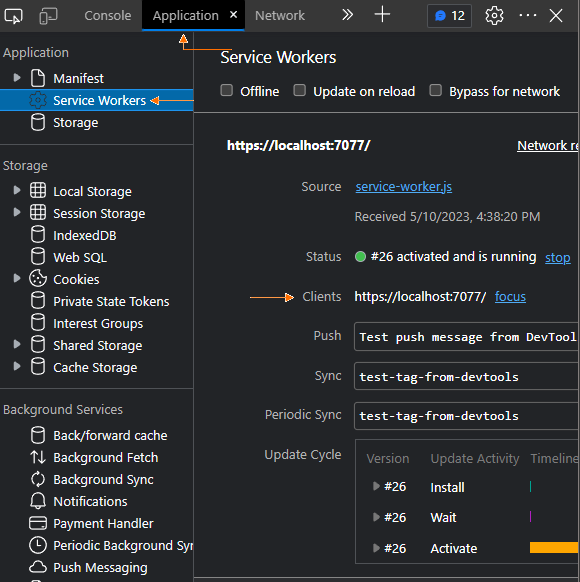 Console Application × Network 12
Application
Manifest
Service Workers
Storage
Storage
Local Storage
Session Storage
IndexedDB
Web SQL
Cookies
Private State Tokens
Interest Groups
Shared Storage
Cache Storage
Background Services
Back/forward cache
Background Fetch
Background Sync
Notifications
Payment Handler
Periodic Background Syn
Push Messaging
Service Workers
Offline Update on reload Bypass for network
https://localhost:7077/ Network re
Source service-worker.js
Received 5/10/2023, 4:38:20 PM
Status #26 activated and is running stop
Clients https://localhost:7077/ focus
Push Test push message from DevTool
Sync test-tag-from-devtools
Periodic Sync test-tag-from-devtools
Update Cycle Version Update Activity Timeline
#26 Install
#26 Wait
#26 Activate